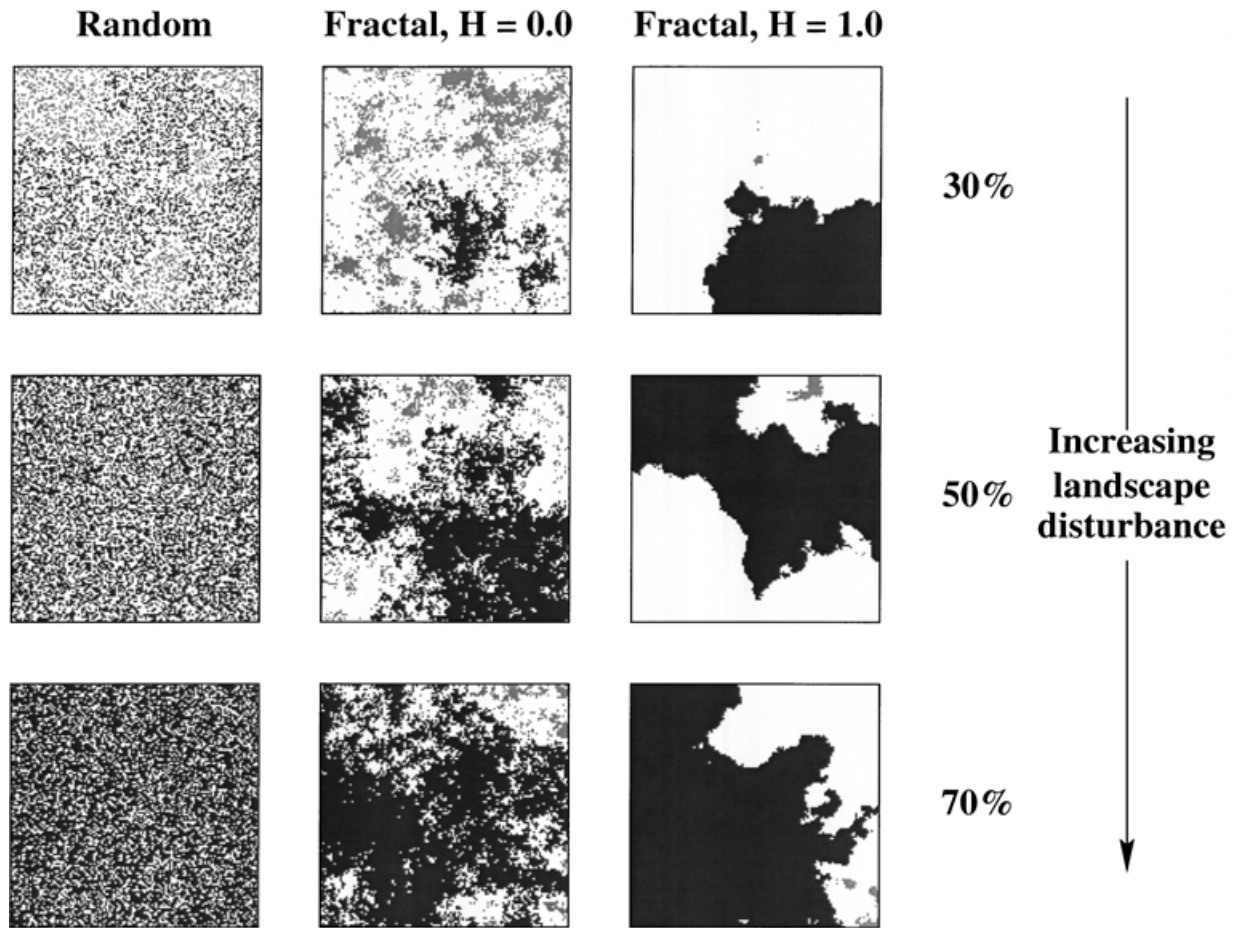 Random
Fractal, H = 0.0
Fractal, H = 1.0
30%
50%
Increasing
landscape
disturbance
70%